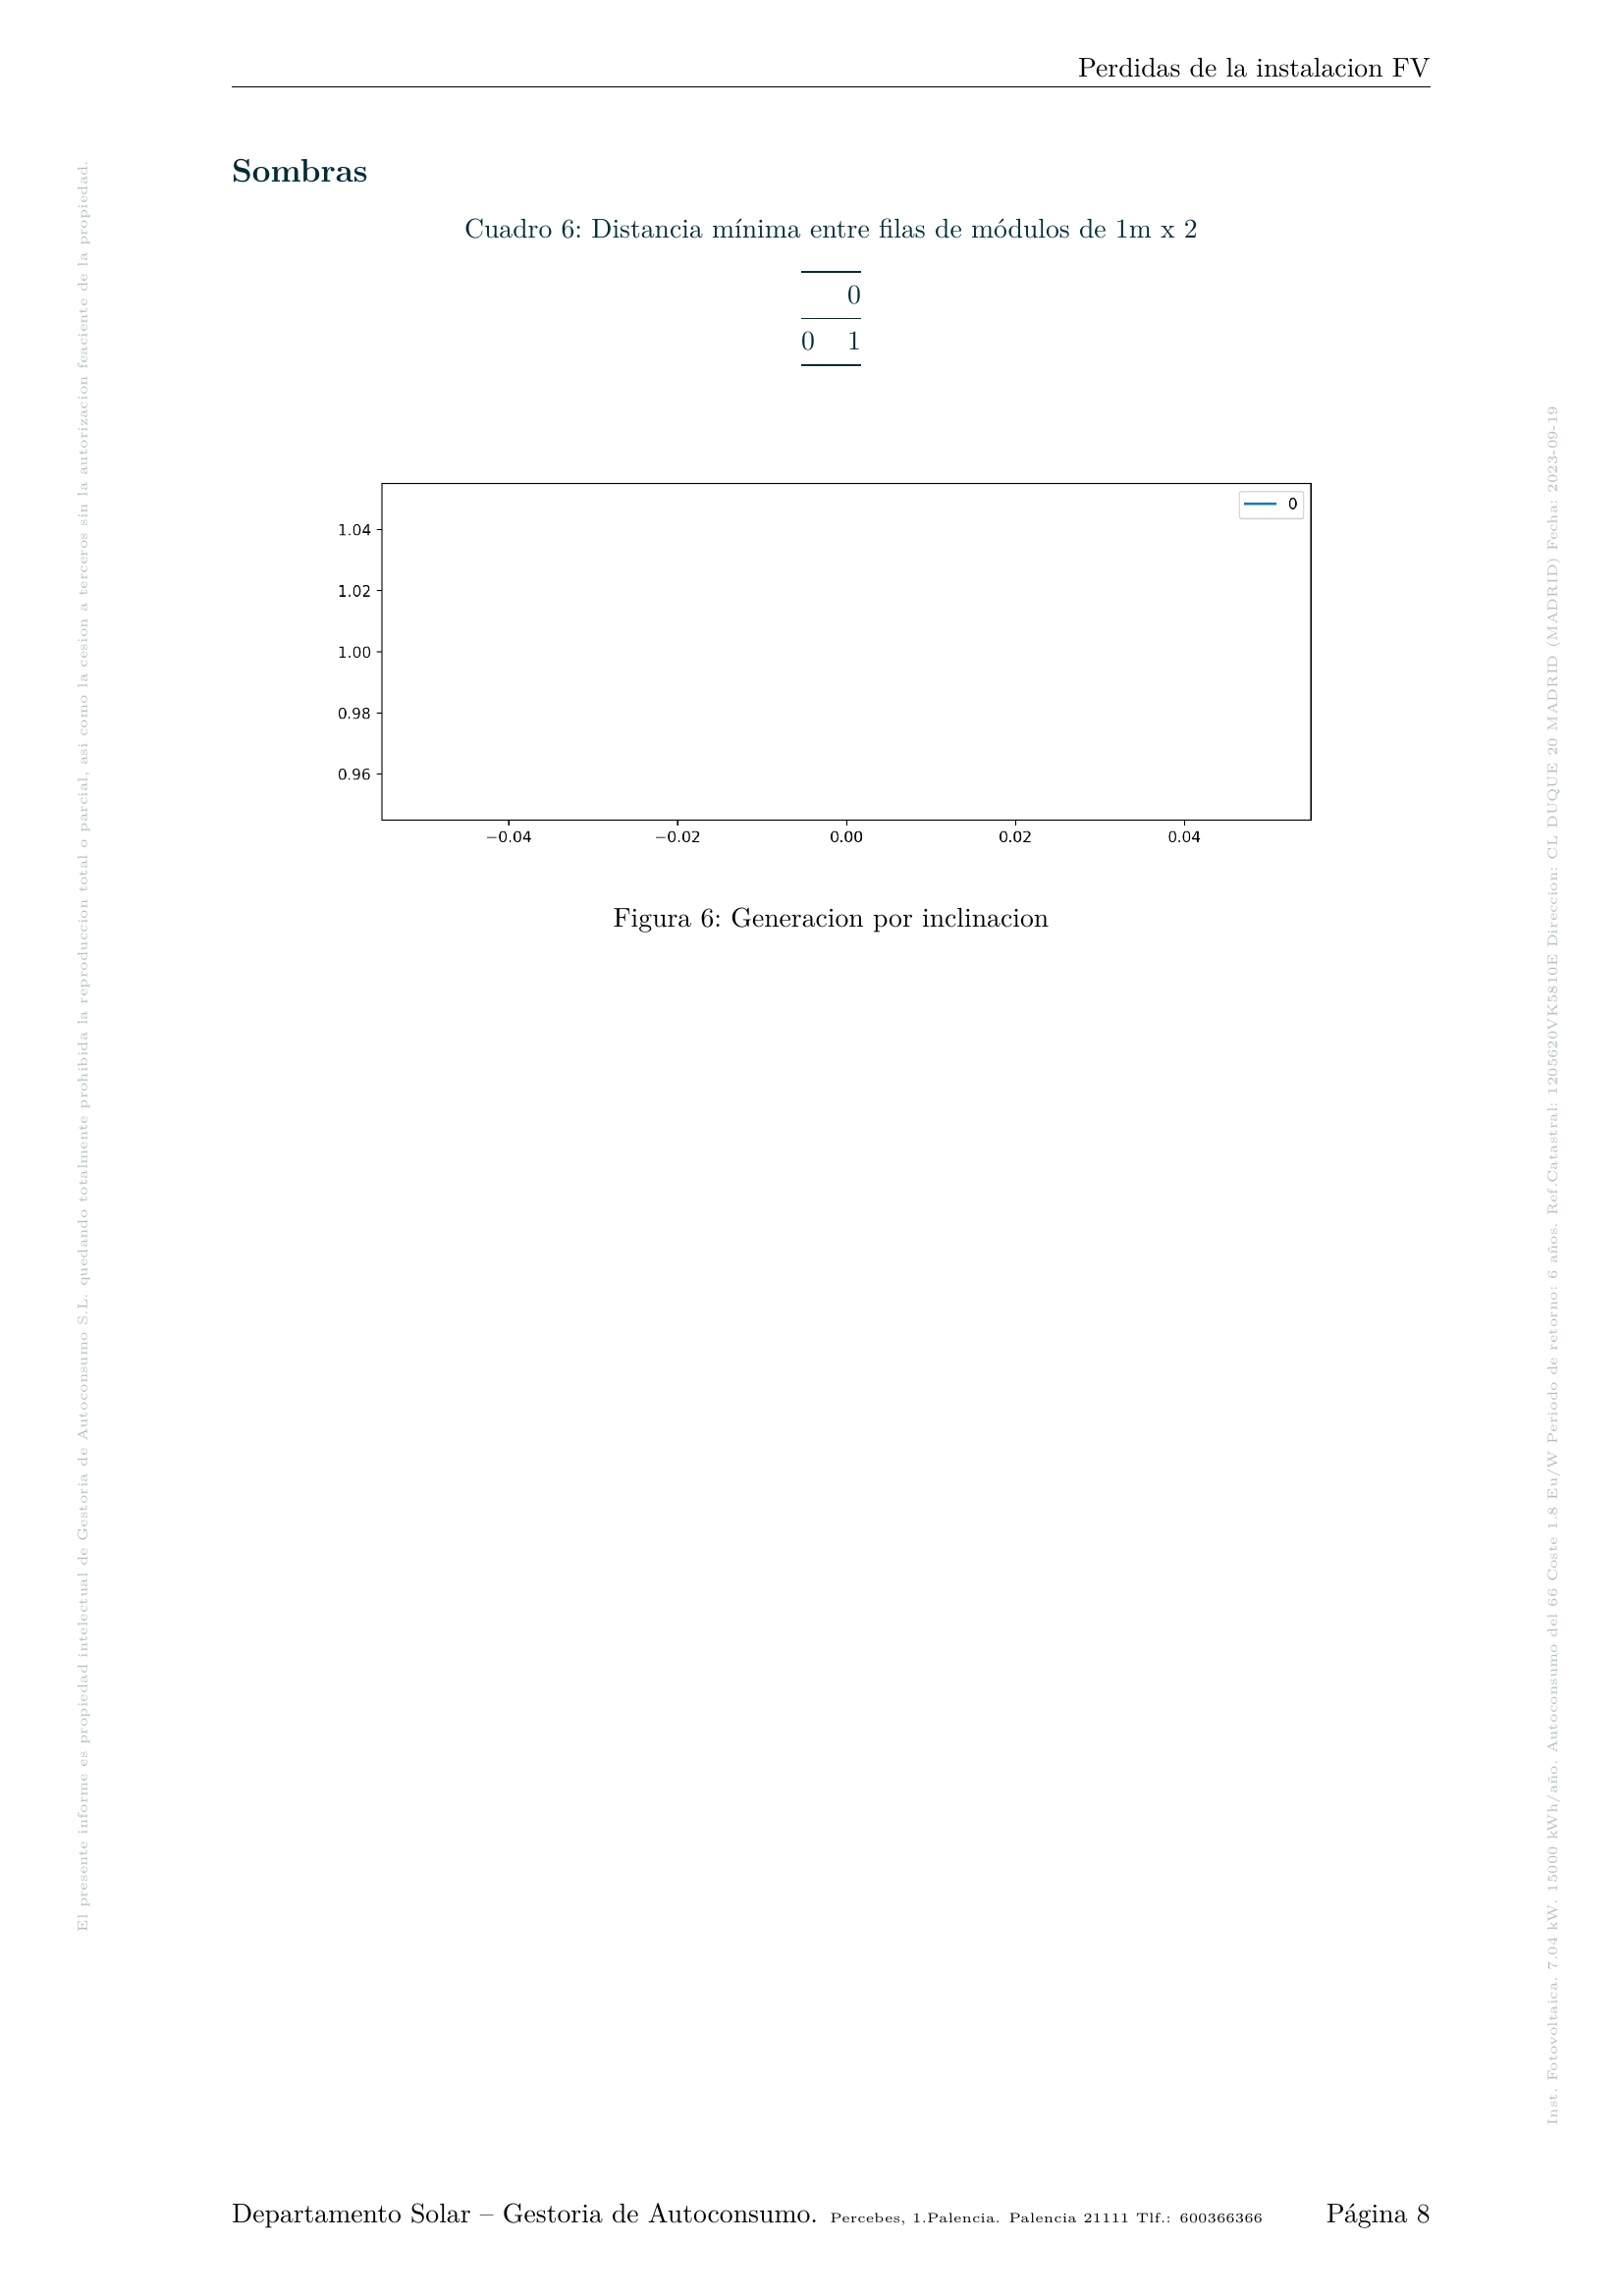 Perdidas de la instalacion FV
Sombras
Cuadro 6: Distancia mínima entre filas de módulos de 1m x 2
0
0 1
0
1.04
1.02
1.00
0.98
0.96
−0.04 −0.02 0.00 0.02 0.04
Figura 6: Generacion por inclinacion
El presente informe es propiedad intelectual de Gestoria de Autoconsumo S.L. quedando totalmente prohibida la reproduccion total o parcial, asi como la cesion a terceros sin la autorizacion feaciente de la propiedad.
Inst. Fotovoltaica. 7.04 kW. 15000 kWh/año. Autoconsumo del 66 Coste 1.8 Eu/W Periodo de retorno: 6 años. Ref.Catastral: 1205620VK5810E Direccion: CL DUQUE 20 MADRID (MADRID) Fecha: 2023-09-19
Departamento Solar – Gestoria de Autoconsumo. Percebes, 1.Palencia. Palencia 21111 Tlf.: 600366366 Página 8